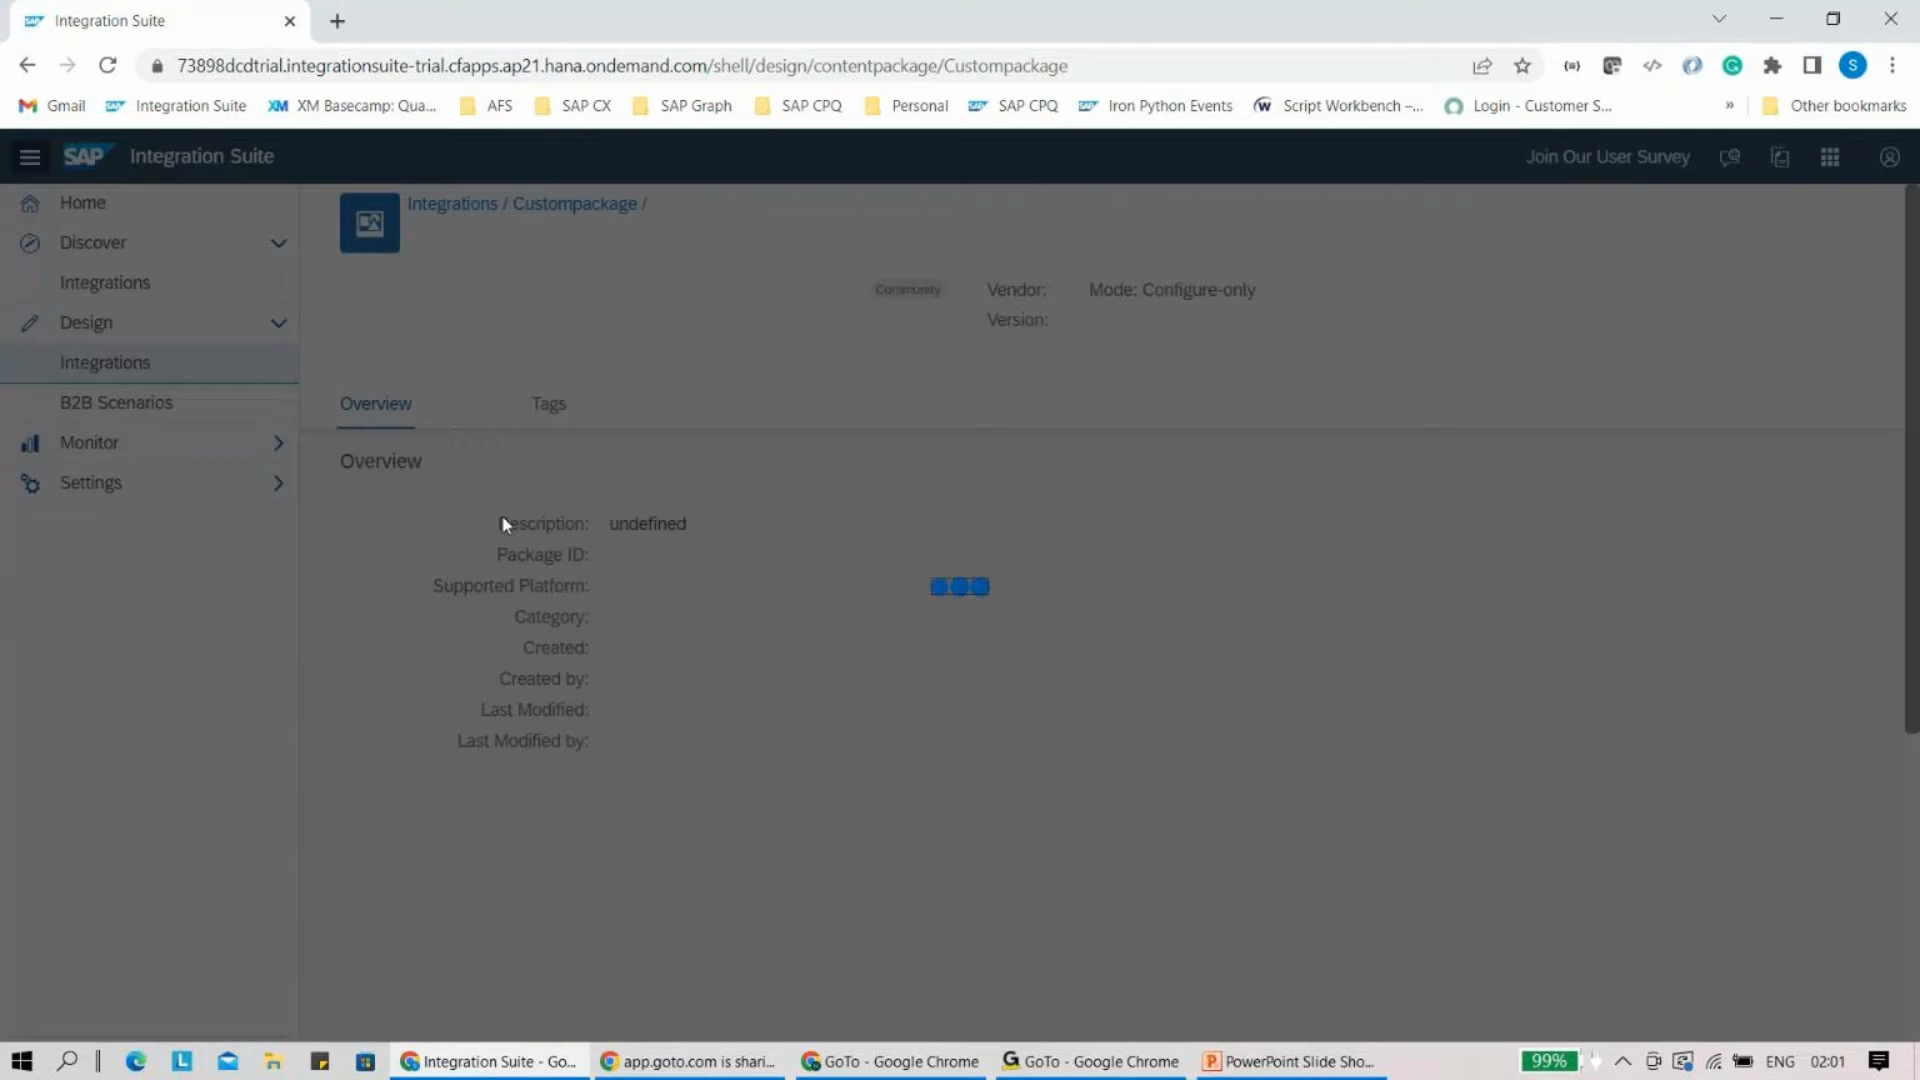 Integration Suite
73898dcdtrial.integrationsuite-trial.cfapps.ap21.hana.ondemand.com/shell/design/contentpackage/Custompackage
S
Gmail
Integration Suite
XM Basecamp: Qua...
AFS
SAP CX
SAP Graph
SAP CPQ
Personal
SAP CPQ
Iron Python Events
Script Workbench –...
Login - Customer S...
»
Other bookmarks
SAP Integration Suite
Join Our User Survey
Home
Discover
Integrations
Design
Integrations
B2B Scenarios
Monitor
Settings
Integrations / Custompackage /
Community
Vendor:
Mode: Configure-only
Version:
Overview
Tags
Overview
Description: undefined
Package ID:
Supported Platform:
Category:
Created:
Created by:
Last Modified:
Last Modified by:
Integration Suite - Go...
app.goto.com is shari...
GoTo - Google Chrome
GoTo - Google Chrome
PowerPoint Slide Sho...
99%
ENG
02:01